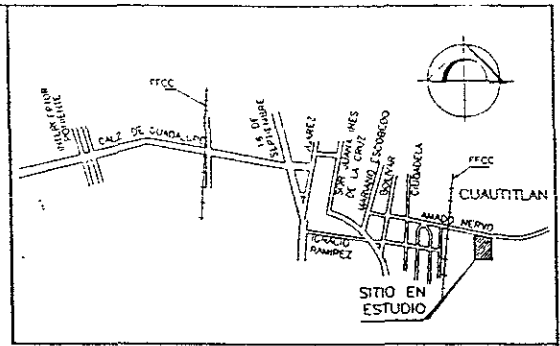 INTERCEPTOR
PONIENTE
CALZ DE GUADALUPE
FFCC
16 DE
SEPTIEMBRE
JUAREZ
SOR JUANA INES
DE LA CRUZ
MARIANO ESCOBEDO
BOLIVAR
CIUDADELA
FFCC
CUAUTITLAN
AMADO NERVO
IGNACIO
RAMIREZ
SITIO EN
ESTUDIO